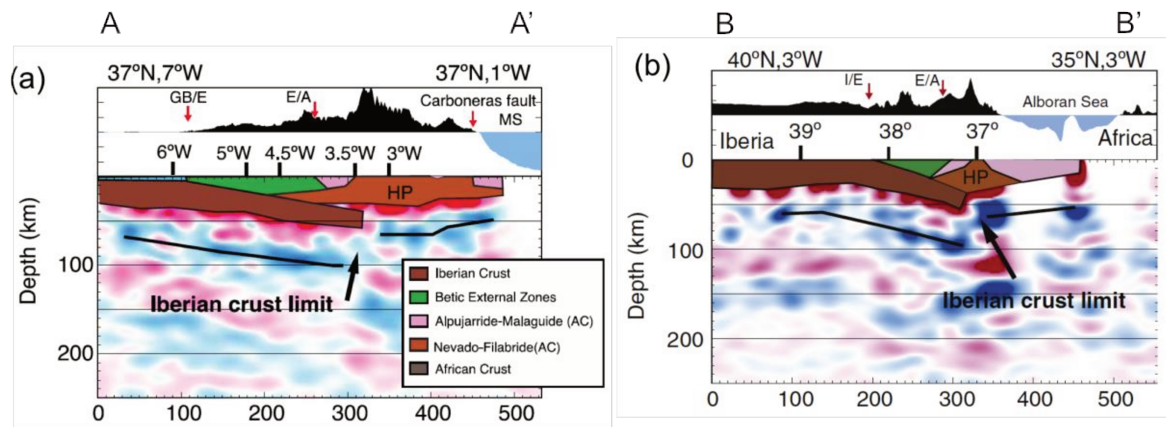 A A’
(a)
37ºN,7ºW 37ºN,1ºW
GB/E E/A Carboneras fault
MS
6ºW 5ºW 4.5ºW 3.5ºW 3ºW
HP
Depth (km)
100
200
Iberian crust limit
Iberian Crust
Betic External Zones
Alpujarride-Malaguide (AC)
Nevado-Filabride(AC)
African Crust
0 100 200 300 400 500
B B’
(b)
40ºN,3ºW 35ºN,3ºW
I/E E/A
Alboran Sea
Iberia 39º 38º 37º Africa
HP
Depth (km)
0
100
200
Iberian crust limit
0 100 200 300 400 500